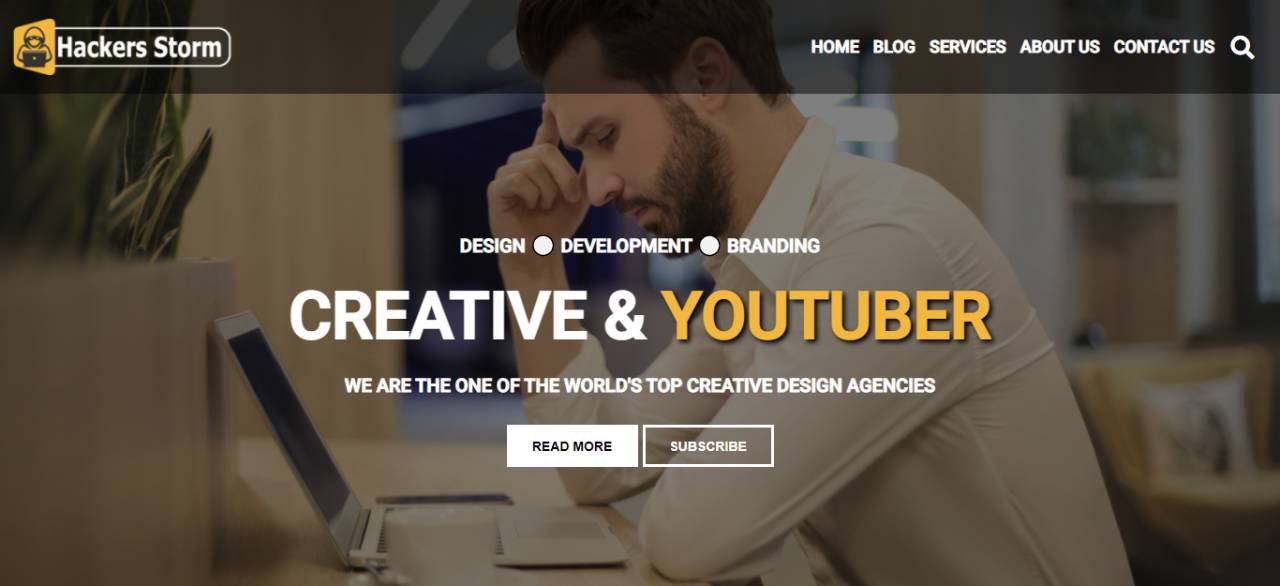 Hackers Storm
HOME BLOG SERVICES ABOUT US CONTACT US
DESIGN DEVELOPMENT BRANDING
CREATIVE & YOUTUBER
WE ARE THE ONE OF THE WORLD'S TOP CREATIVE DESIGN AGENCIES
READ MORE SUBSCRIBE